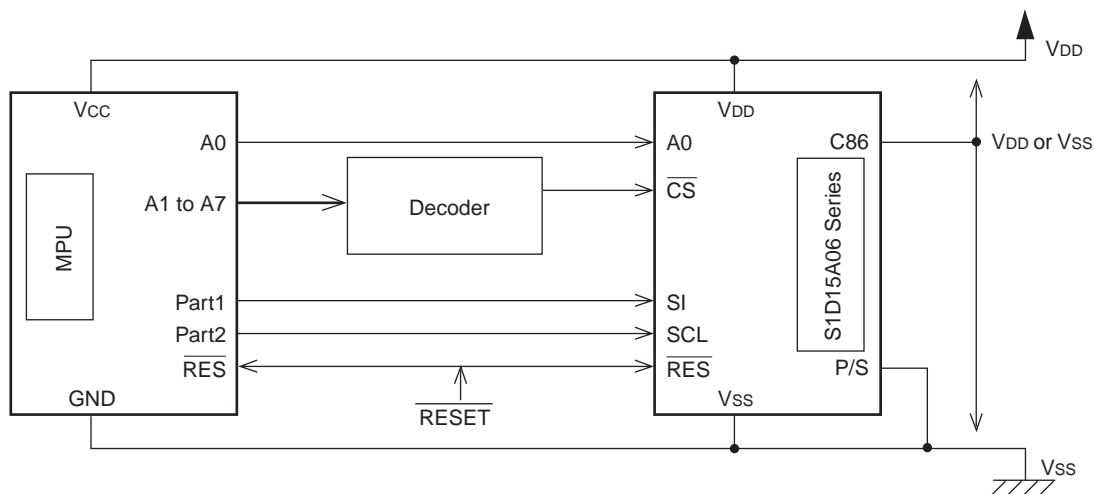 VDD
VCC
VDD
A0
A0
C86
VDD or VSS
CS
A1 to A7
Decoder
MPU
S1D15A06 Series
Part1
SI
Part2
SCL
RES
RES
P/S
GND
RESET
VSS
VSS